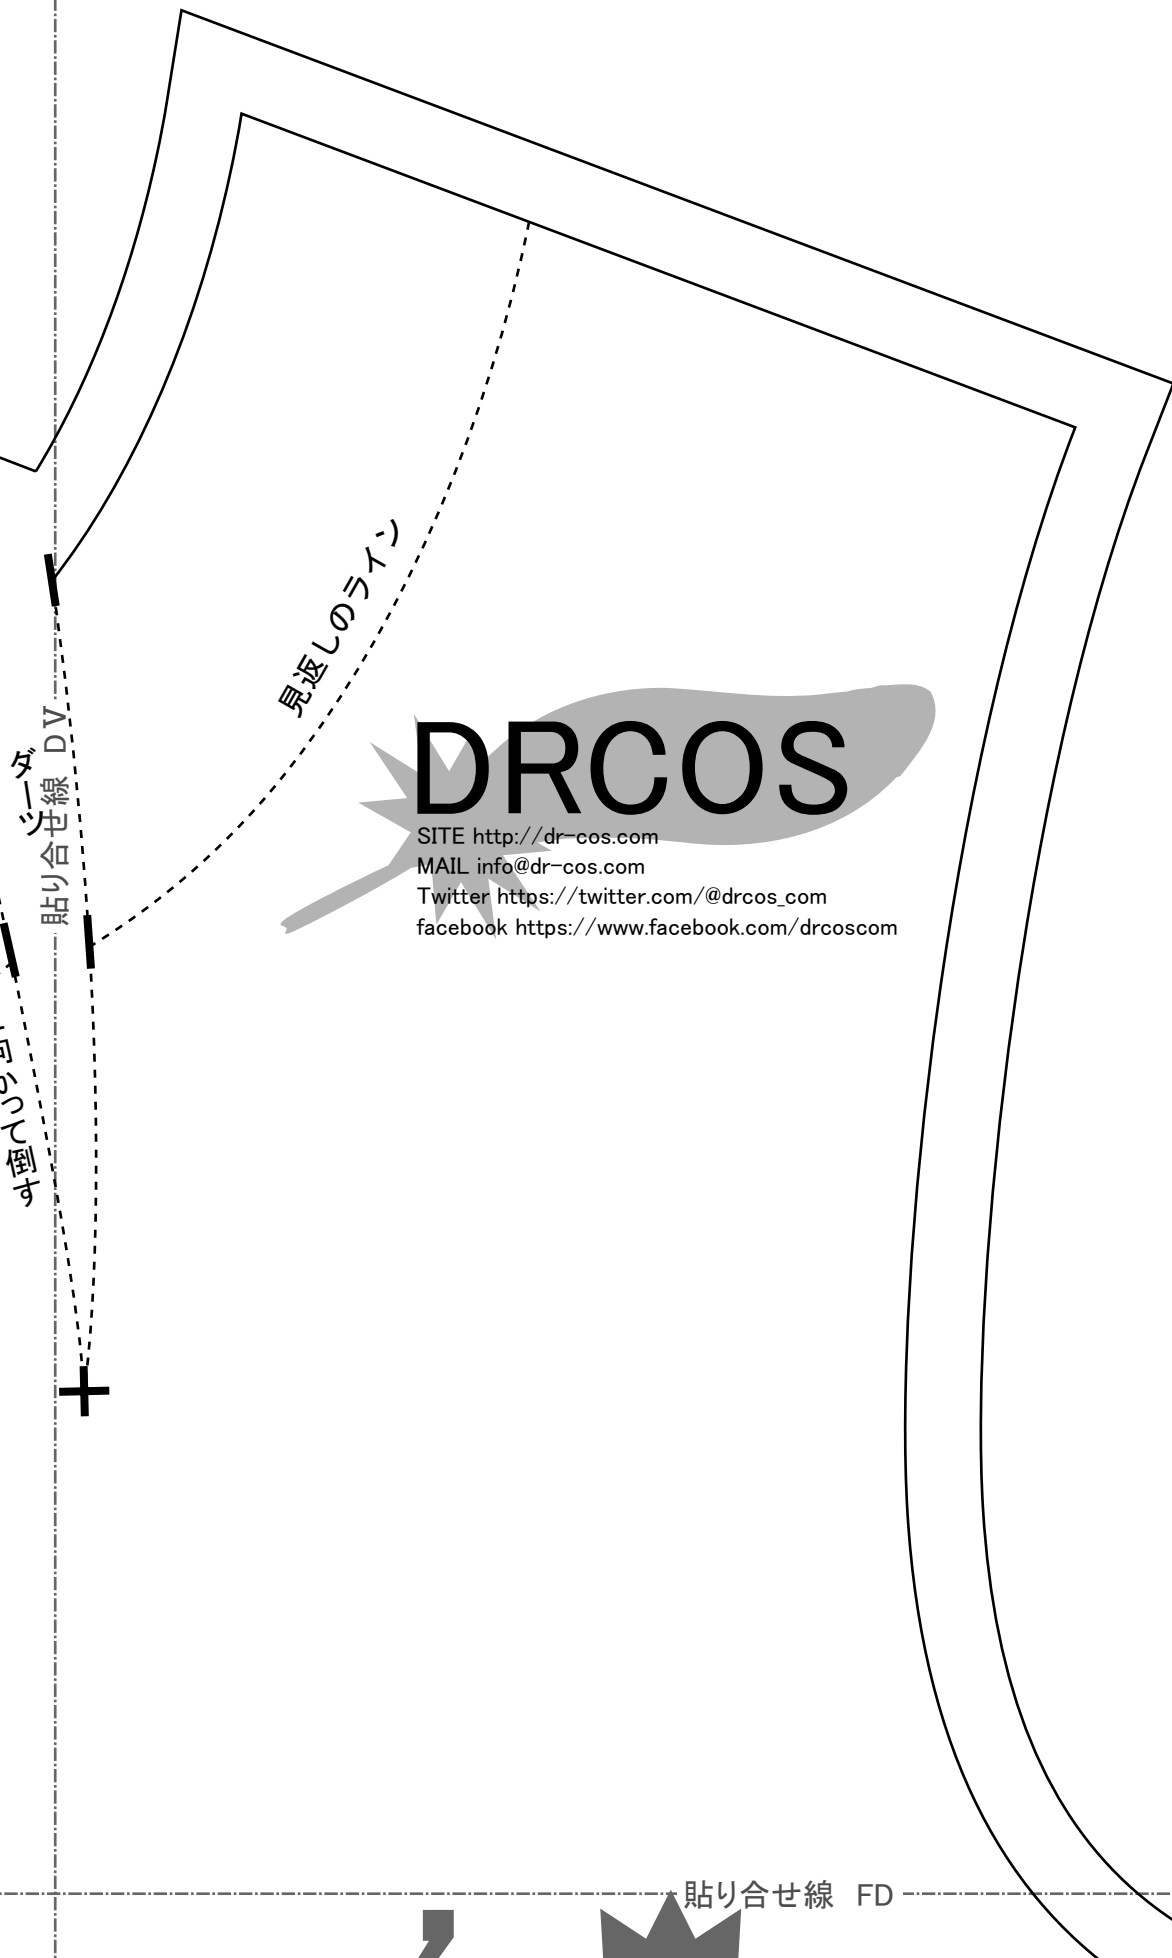 見返しのライン
DRCOS
SITE http://dr-cos.com
MAIL info@dr-cos.com
Twitter https://twitter.com/@drcos_com
facebook https://www.facebook.com/drcoscom
ダーツ
貼り合せ線 DV
向かって倒す
貼り合せ線 FD